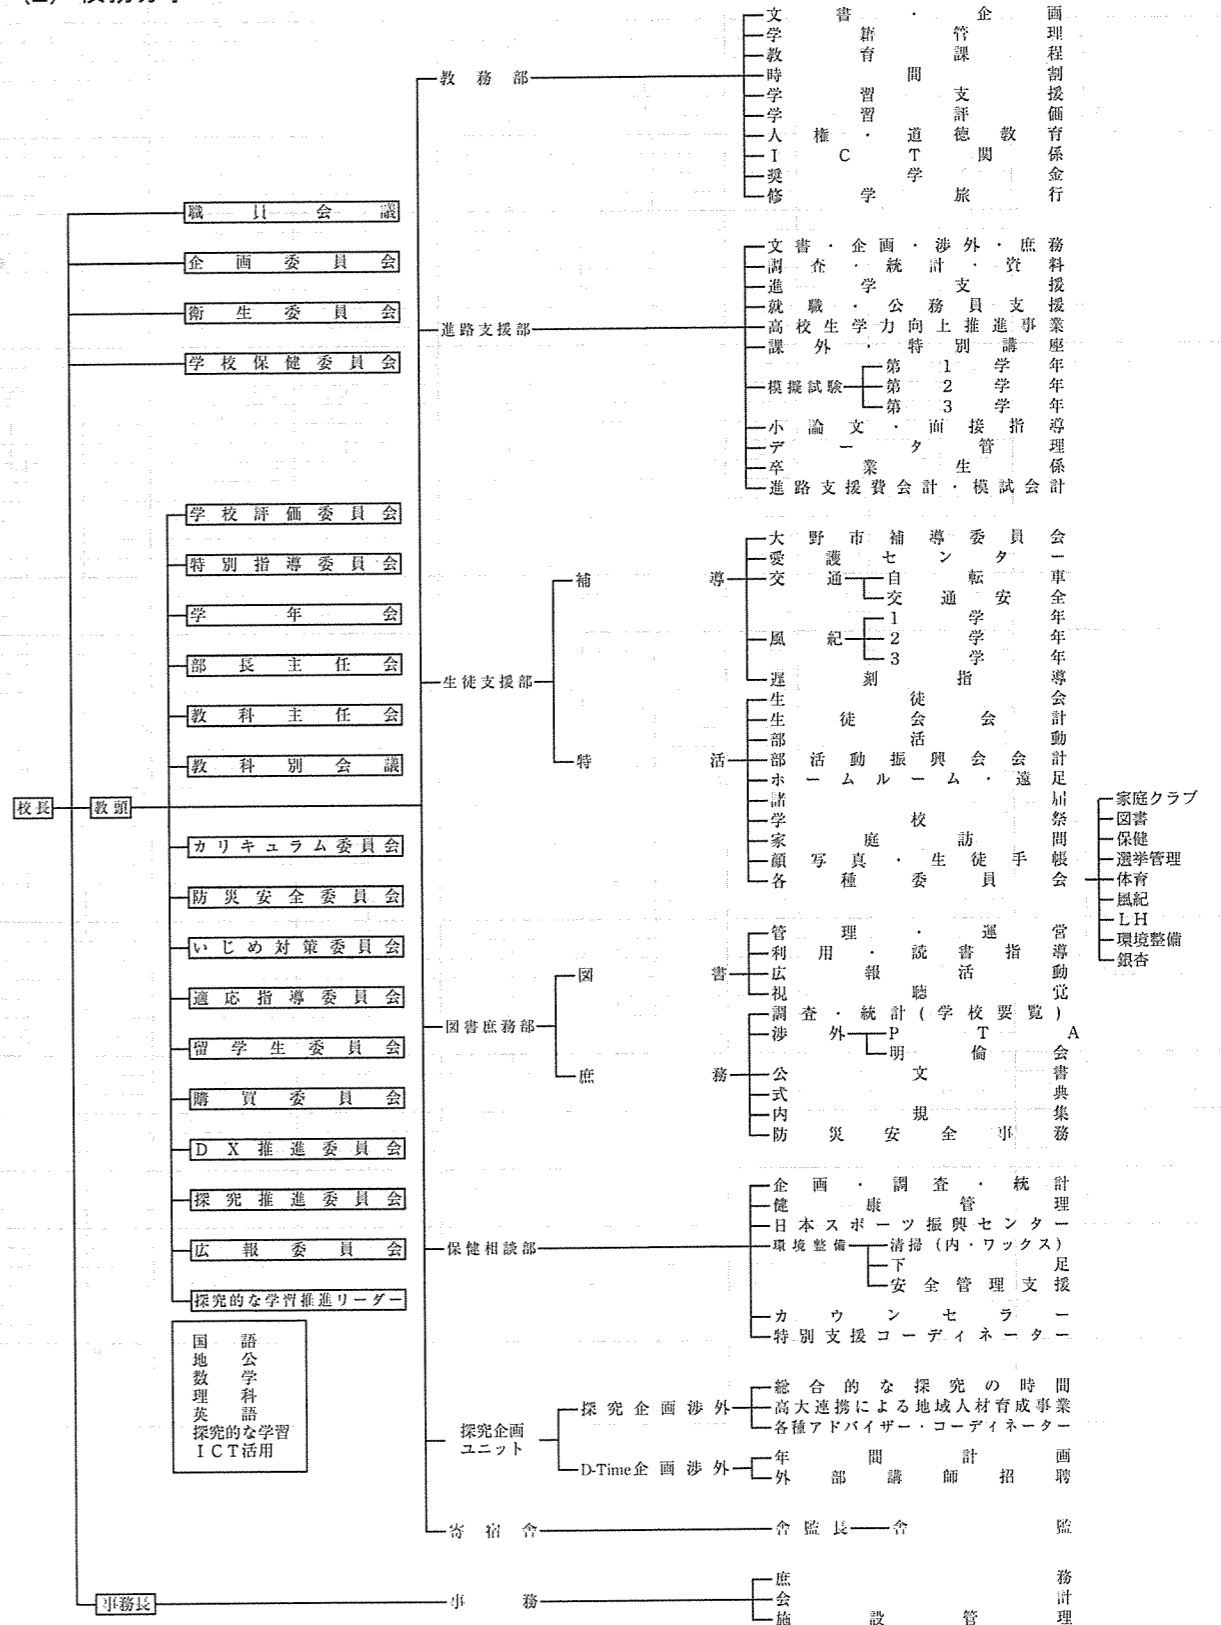 校長
教頭
事務長
職員会議
企画委員会
衛生委員会
学校保健委員会
学校評価委員会
特別指導委員会
学年会
部長主任会
教科主任会
教科別会議
カリキュラム委員会
防災安全委員会
いじめ対策委員会
適応指導委員会
留学生委員会
購買委員会
DX推進委員会
探究推進委員会
広報委員会
探究的な学習推進リーダー
国語
地公
数学
理科
英語
探究的な学習
ICT活用
教務部
文書・企画
学籍管理
教育課程
時間割
学習支援
学習評価
人権・道徳教育
ICT関係
奨学金
修学旅行
進路支援部
文書・企画・渉外・庶務
調査・統計・資料
進学支援
就職・公務員支援
高校生学力向上推進事業
課外・特別講座
模擬試験
第1学年
第2学年
第3学年
小論文・面接指導
データ管理
卒業生係
進路支援費会計・模試会計
生徒支援部
補導
大野市補導委員会
愛護センター
交通
自転車
交通安全
風紀
1学年
2学年
3学年
遅刻指導
特活
生徒会
生徒会会計
部活動
部活動振興会会計
ホームルーム・遠足
諸届
学校祭
家庭訪問
顔写真・生徒手帳
各種委員会
家庭クラブ
図書
保健
選挙管理
体育
風紀
LH
環境整備
銀杏
図書庶務部
図書
管理・運営
利用・読書指導
広報活動
視聴覚
庶務
調査・統計(学校要覧)
渉外
PTA
明倫会
公文書
式典
内規集
防災安全事務
保健相談部
企画・調査・統計
健康管理
日本スポーツ振興センター
環境整備
清掃(内・ワックス)
下足
安全管理支援
カウンセラー
特別支援コーディネーター
探究企画
ユニット
探究企画渉外
総合的な探究の時間
高大連携による地域人材育成事業
各種アドバイザー・コーディネーター
D-Time企画渉外
年間計画
外部講師招聘
寄宿舎
舎監長
舎監
事務
庶務
会計
施設管理